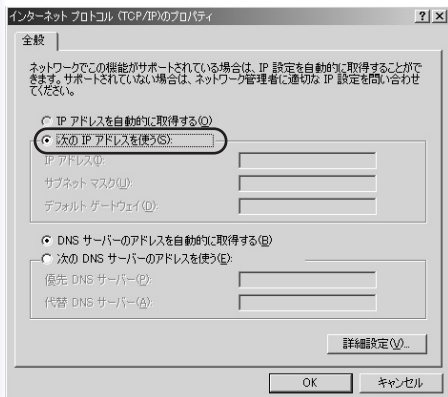 インターネット プロトコル (TCP/IP)のプロパティ
? ×
全般
ネットワークでこの機能がサポートされている場合は、IP 設定を自動的に取得することがで
きます。サポートされていない場合は、ネットワーク管理者に適切な IP 設定を問い合わせ
てください。
IP アドレスを自動的に取得する(O)
次の IP アドレスを使う(S):
IP アドレス(I):
サブネット マスク(U):
デフォルト ゲートウェイ(D):
DNS サーバーのアドレスを自動的に取得する(B)
次の DNS サーバーのアドレスを使う(E):
優先 DNS サーバー(P):
代替 DNS サーバー(A):
詳細設定(V)...
OK
キャンセル